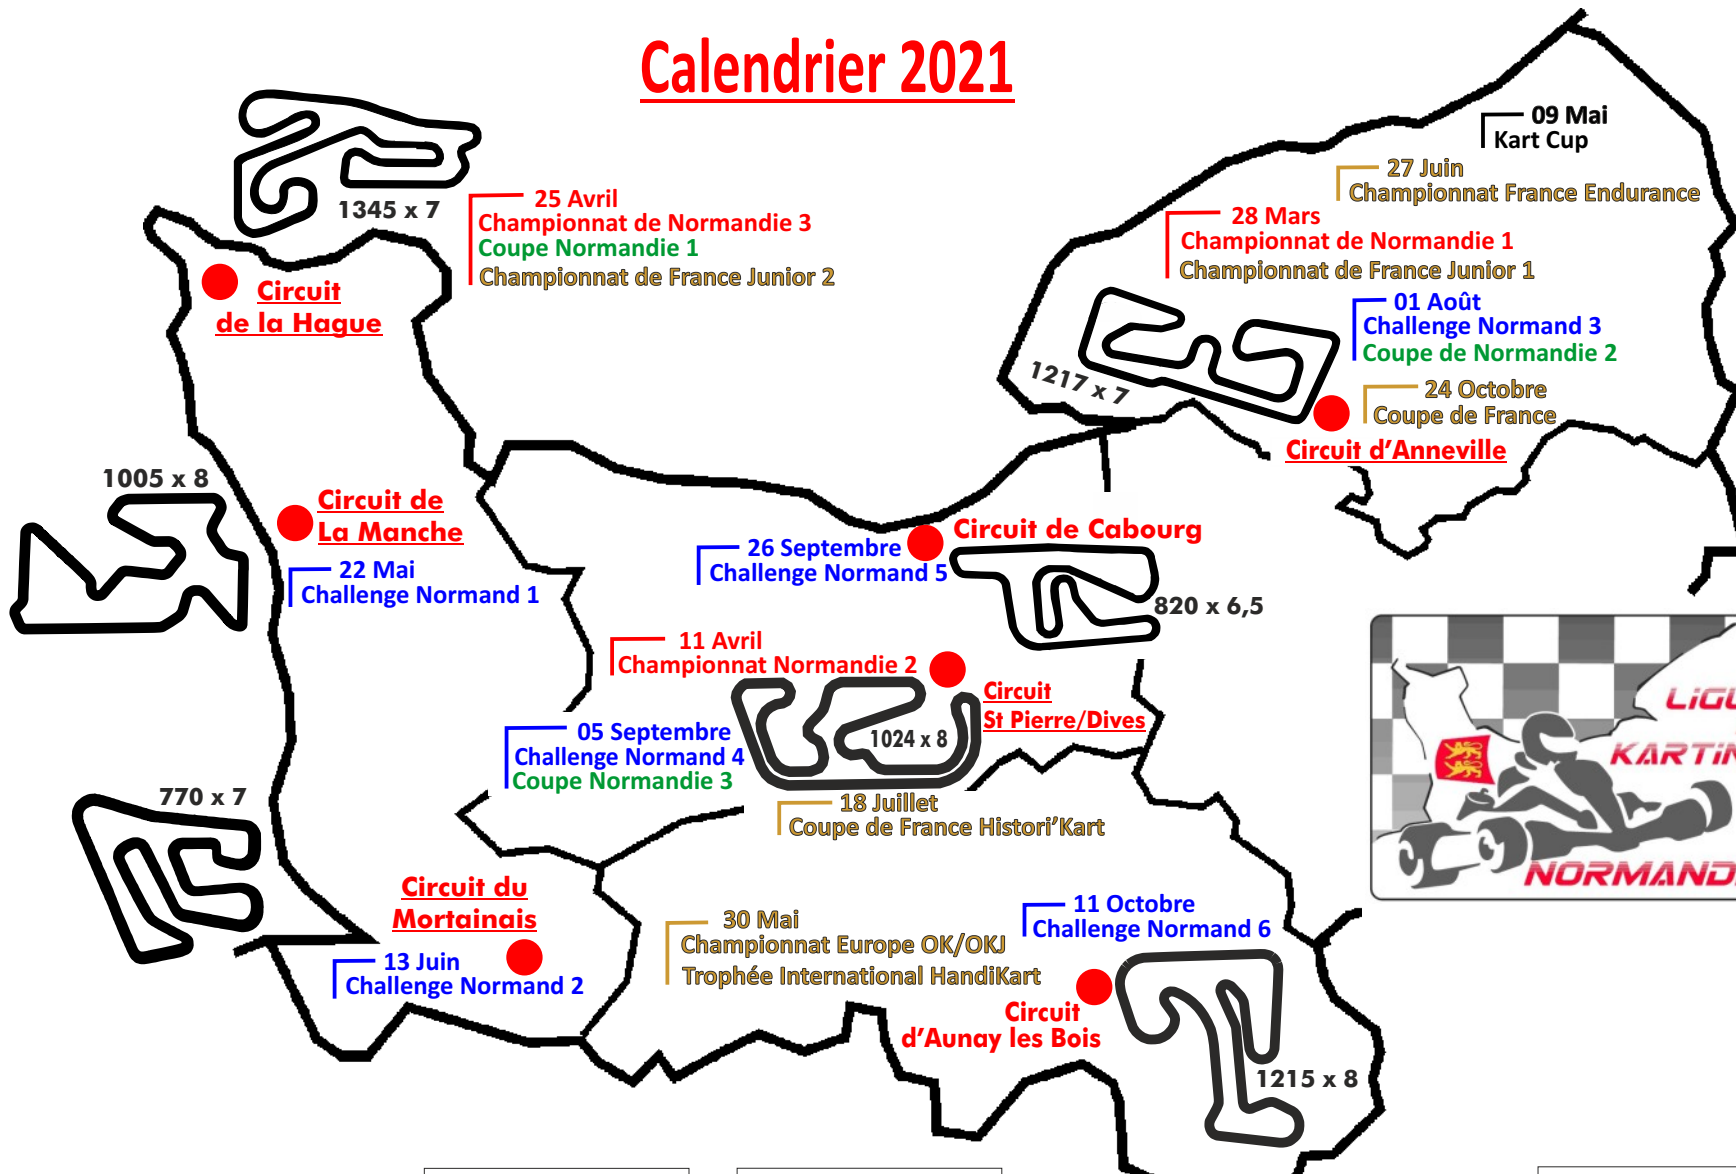 Calendrier 2021
09 Mai
Kart Cup
27 Juin
Championnat France Endurance
28 Mars
Championnat de Normandie 1
Championnat de France Junior 1
01 Août
Challenge Normand 3
Coupe de Normandie 2
24 Octobre
Coupe de France
1217 x 7
Circuit d'Anneville
1345 x 7
25 Avril
Championnat de Normandie 3
Coupe Normandie 1
Championnat de France Junior 2
Circuit
de la Hague
1005 x 8
Circuit de
La Manche
22 Mai
Challenge Normand 1
26 Septembre
Challenge Normand 5
Circuit de Cabourg
820 x 6,5
11 Avril
Championnat Normandie 2
Circuit
St Pierre/Dives
1024 x 8
05 Septembre
Challenge Normand 4
Coupe Normandie 3
18 Juillet
Coupe de France Histori'Kart
770 x 7
Circuit du
Mortainais
13 Juin
Challenge Normand 2
30 Mai
Championnat Europe OK/OKJ
Trophée International HandiKart
11 Octobre
Challenge Normand 6
Circuit
d'Aunay les Bois
1215 x 8
NORMAND